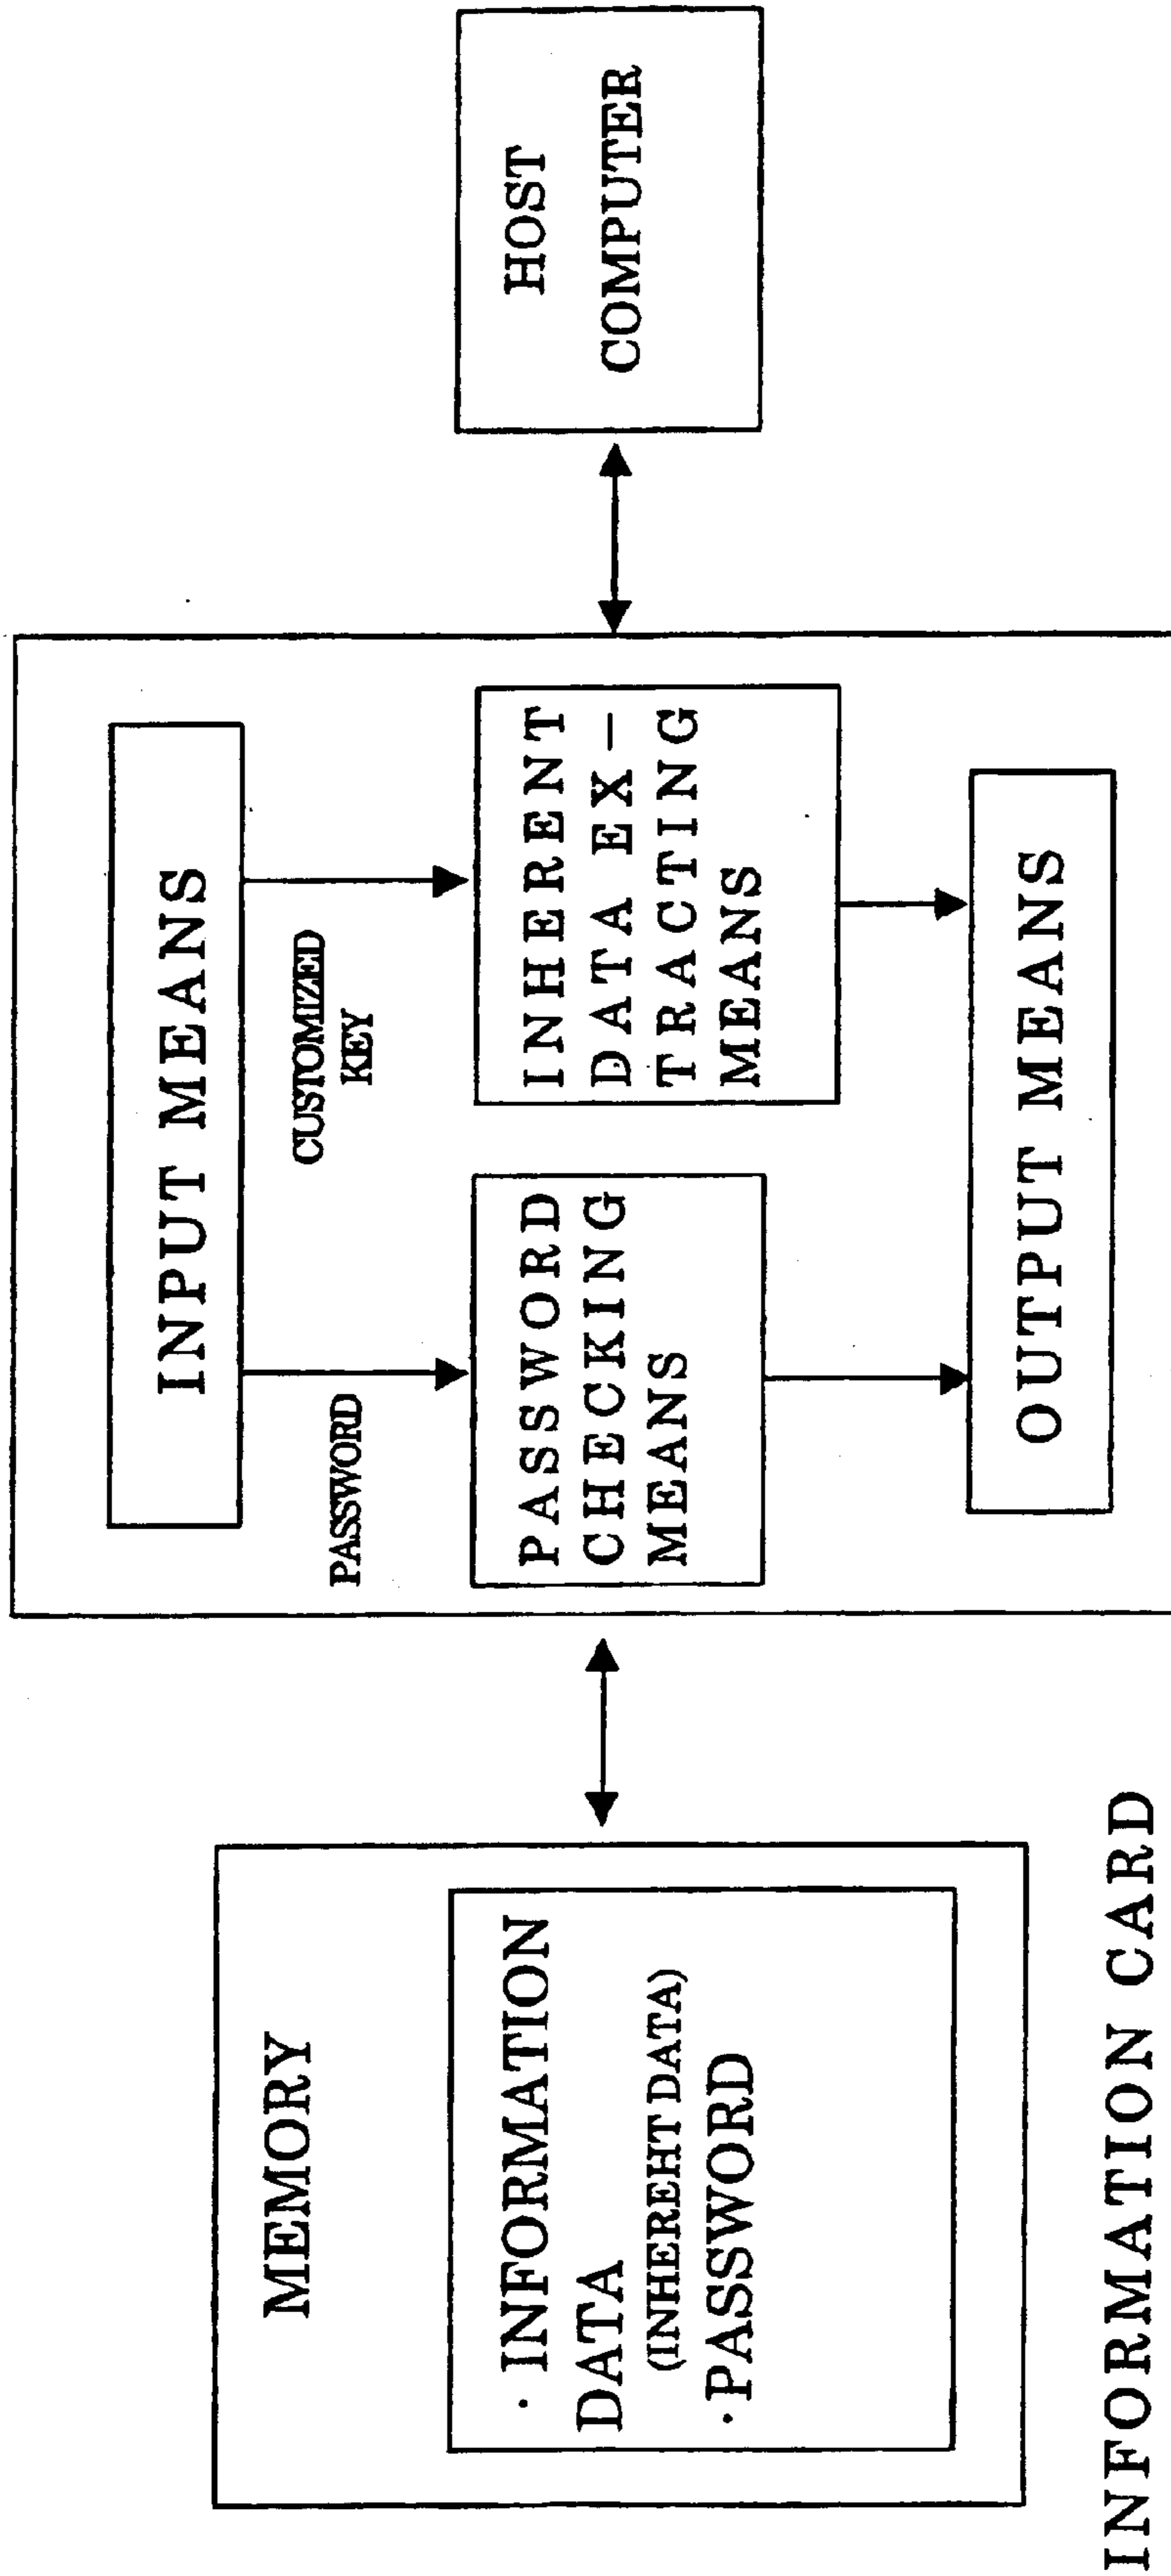 MEMORY
· INFORMATION
DATA
(INHEREHT DATA)
· PASSWORD
INFORMATION CARD
INPUT MEANS
PASSWORD
CUSTOMIZED
KEY
PASSWORD
CHECKING
MEANS
INHERENT
DATA EX–
TRACTING
MEANS
OUTPUT MEANS
HOST
COMPUTER